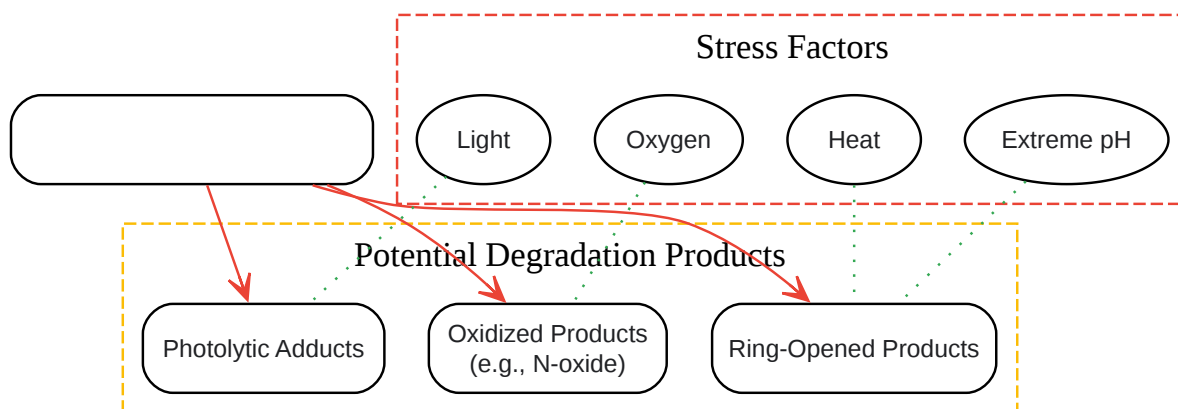 Stress Factors
Light
Oxygen
Heat
Extreme pH
Potential Degradation Products
Photolytic Adducts
Oxidized Products
(e.g., N-oxide)
Ring-Opened Products